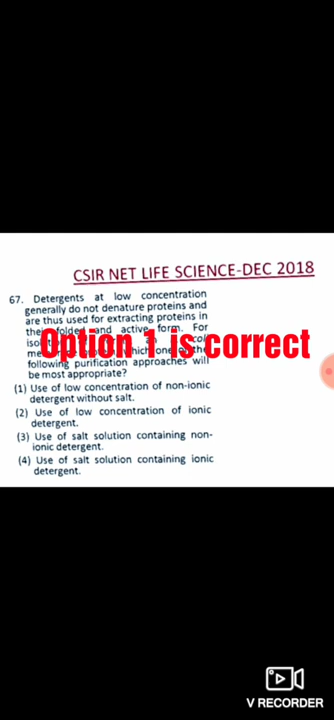 CSIR NET LIFE SCIENCE-DEC 2018
67. Detergents at low concentration
generally do not denature proteins and
are thus used for extracting proteins in
their folded and active form. For
Option 1 is correct
following purification approaches will
be most appropriate?
(1) Use of low concentration of non-ionic
detergent without salt.
(2) Use of low concentration of ionic
detergent.
(3) Use of salt solution containing non-
ionic detergent.
(4) Use of salt solution containing ionic
detergent.
V RECORDER